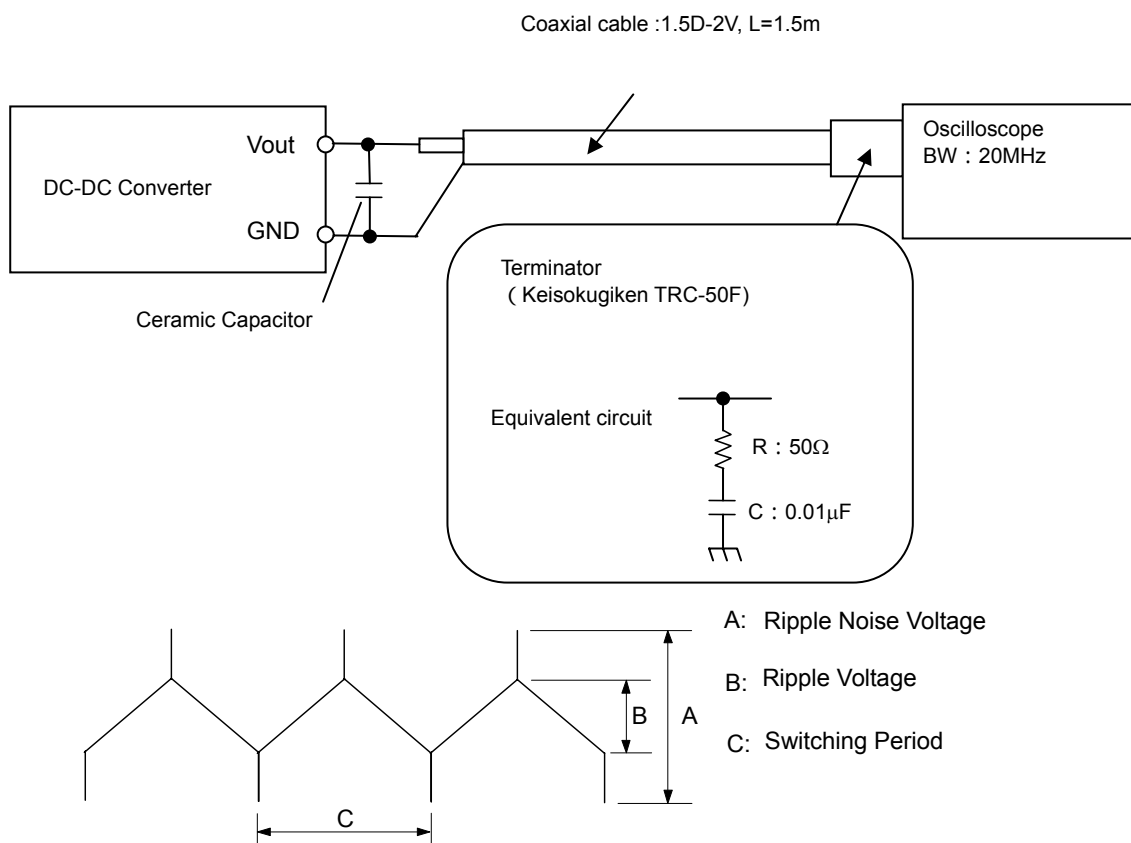 Coaxial cable :1.5D-2V, L=1.5m
Vout
DC-DC Converter
GND
Ceramic Capacitor
Oscilloscope
BW：20MHz
Terminator
（ Keisokugiken TRC-50F)
Equivalent circuit
R：50Ω
C：0.01μF
A: Ripple Noise Voltage
B: Ripple Voltage
C: Switching Period
B
A
C